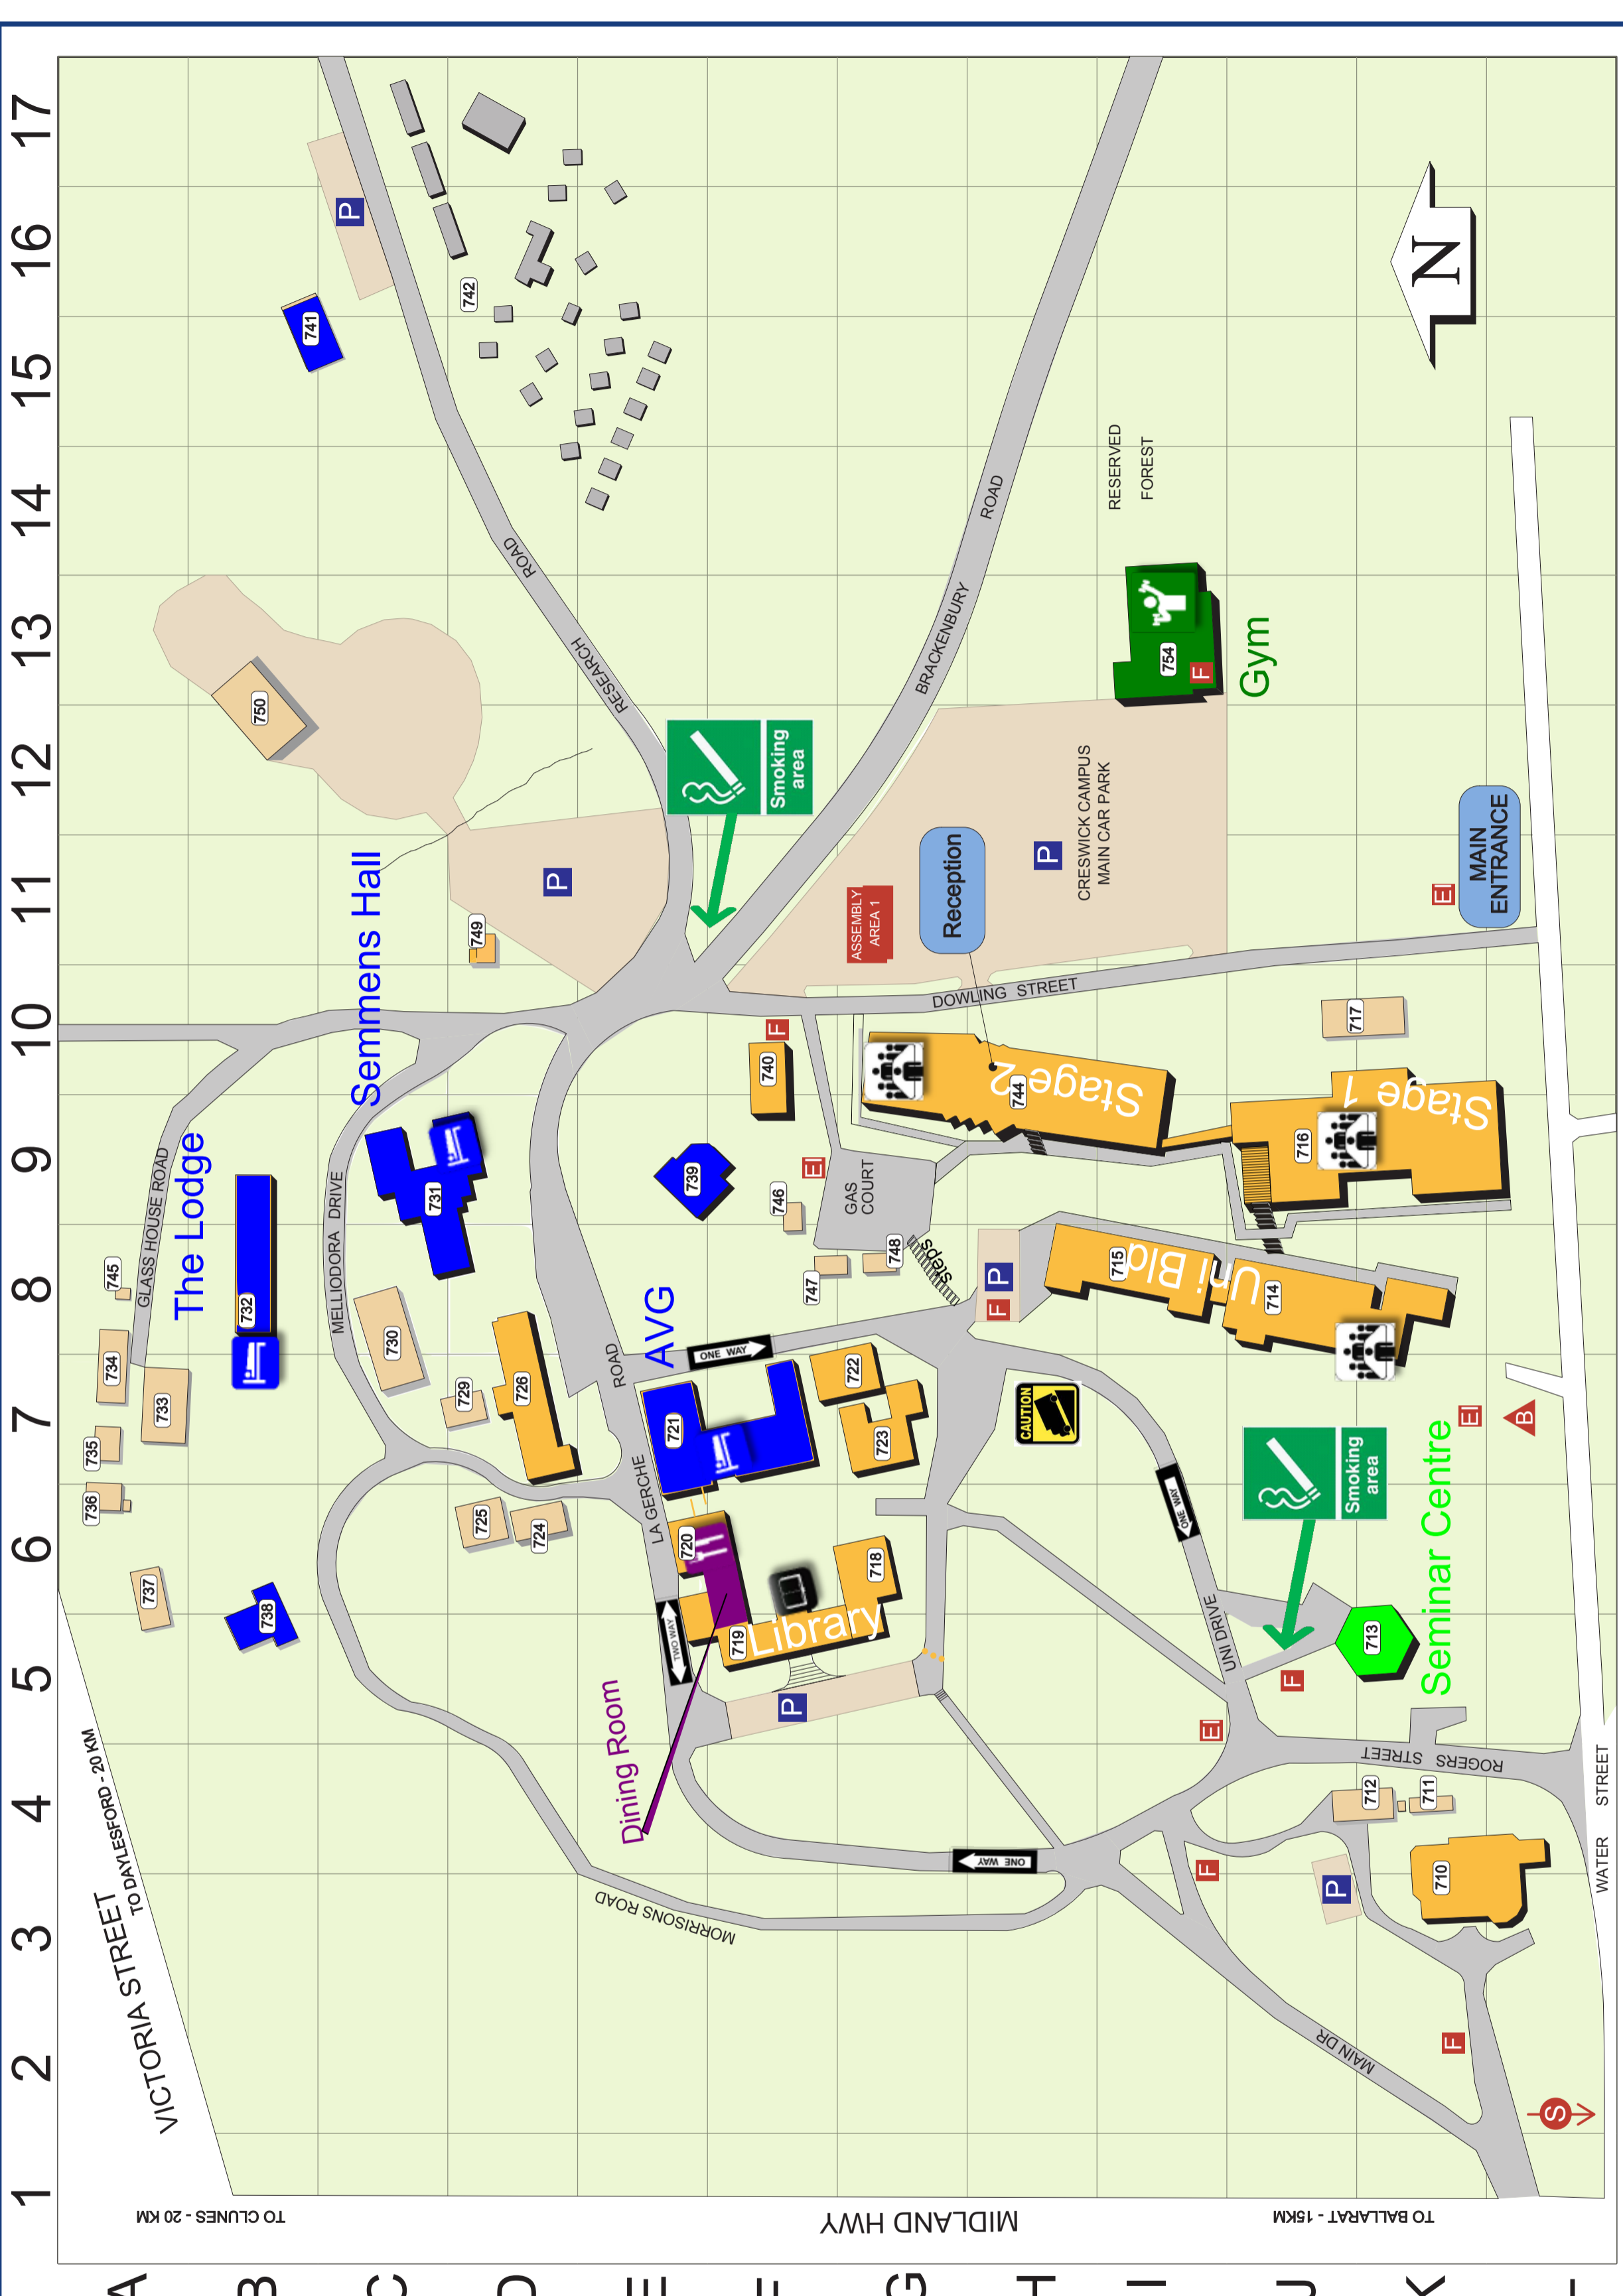 17
16
15
14
13
12
11
10
9
8
7
6
5
4
3
2
1
A
B
C
D
E
F
G
H
I
J
K
L
VICTORIA STREET
TO DAYLESFORD - 20 KM
TO CLUNES - 20 KM
MIDLAND HWY
TO BALLARAT - 15KM
N
P
741
742
750
RESEARCH ROAD
BRACKENBURY ROAD
RESERVED
FOREST
754
F
Gym
Smoking
area
P
749
Semmens Hall
ASSEMBLY
AREA 1
Reception
P
CRESWICK CAMPUS
MAIN CAR PARK
EI
MAIN
ENTRANCE
DOWLING STREET
717
F
740
744
Stage 2
716
Stage 1
The Lodge
GLASS HOUSE ROAD
MELLIODORA DRIVE
731
739
746
EI
GAS
COURT
745
732
734
733
735
736
737
738
730
729
726
725
724
747
748
steps
P
F
715
Uni Bld
714
AVG
ONE WAY
721
722
723
LA GERCHE ROAD
CAUTION
ONE WAY
UNI DRIVE
Smoking
area
EI
B
Seminar Centre
713
F
EI
720
718
719
Library
TWO WAY
P
Dining Room
MORRISONS ROAD
ONE WAY
ROGERS STREET
712
711
710
P
F
MAIN DR
F
S
WATER STREET